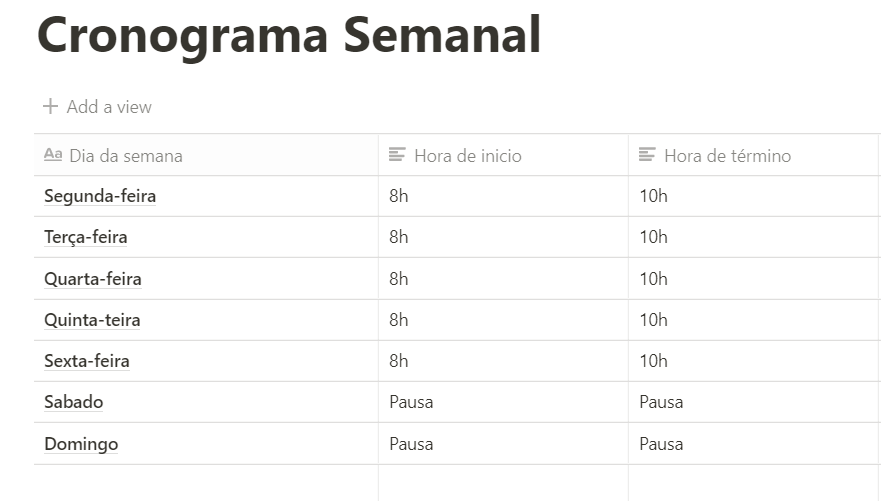 Cronograma Semanal
+ Add a view
Aa Dia da semana Hora de inicio Hora de término
Segunda-feira 8h 10h
Terça-feira 8h 10h
Quarta-feira 8h 10h
Quinta-teira 8h 10h
Sexta-feira 8h 10h
Sabado Pausa Pausa
Domingo Pausa Pausa